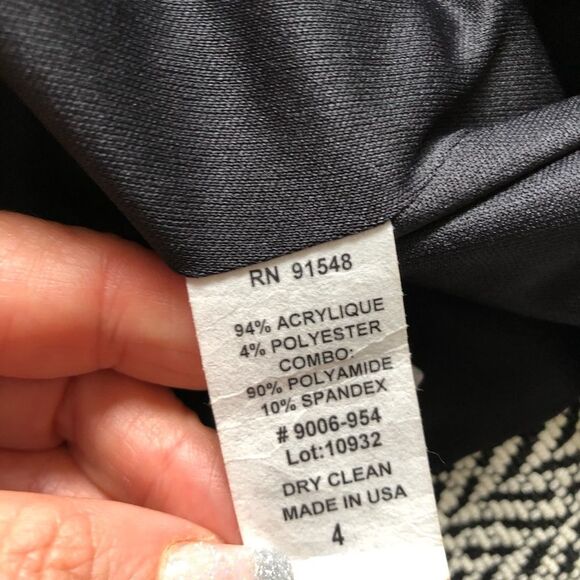 RN 91548
94% ACRYLIQUE
4% POLYESTER
COMBO:
90% POLYAMIDE
10% SPANDEX
# 9006-954
Lot:10932
DRY CLEAN
MADE IN USA
4